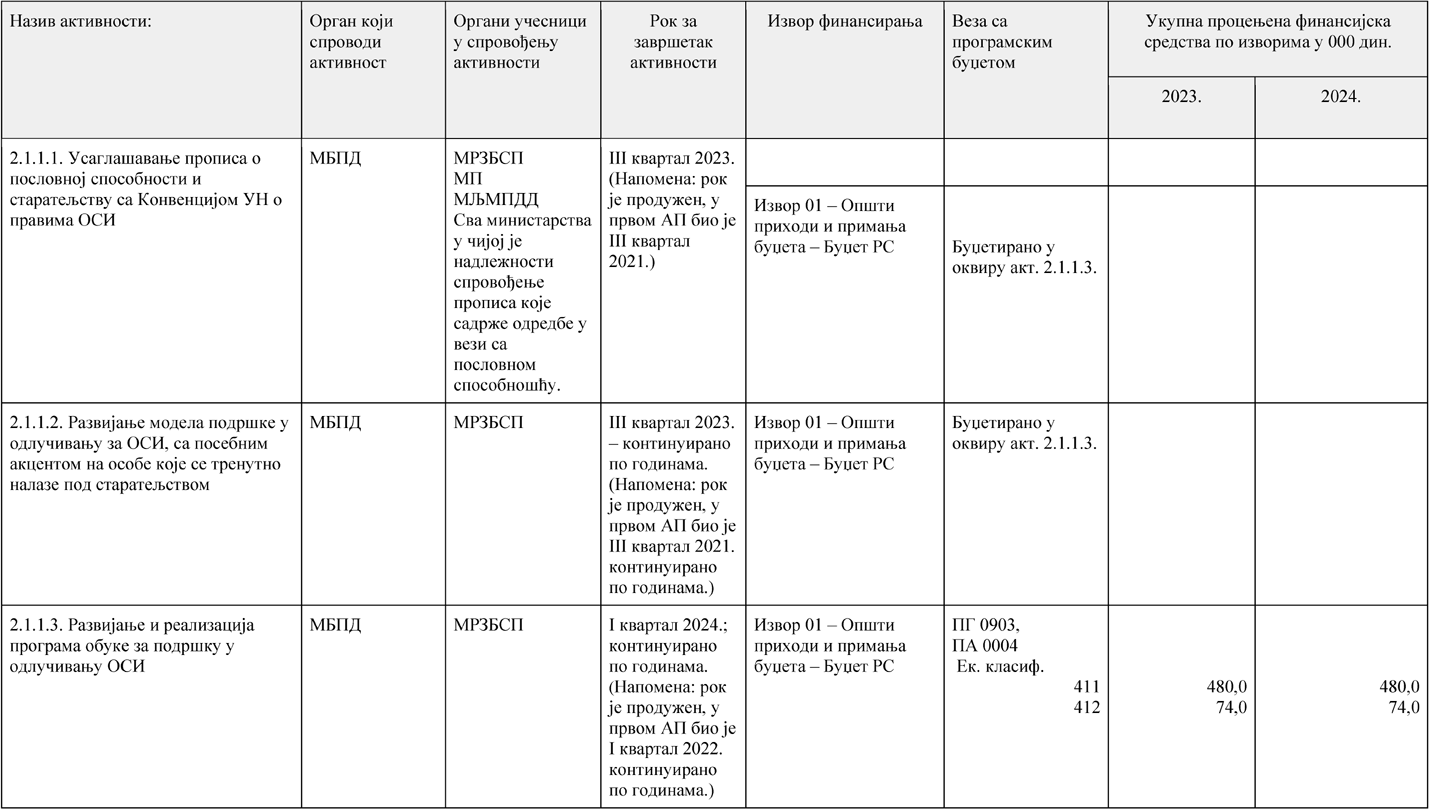 Назив активности:
Орган који
спроводи
активност
Органи учесници
у спровођењу
активности
Рок за
завршетак
активности
Извор финансирања
Веза са
програмским
буџетом
Укупна процењена финансијска
средства по изворима у 000 дин.
2023.
2024.
2.1.1.1. Усаглашавање прописа о
пословној способности и
старатељству са Конвенцијом УН о
правима ОСИ
МБПД
МРЗБСП
МП
МЉМПДД
Сва министарства
у чијој је
надлежности
спровођење
прописа које
садрже одредбе у
вези са
пословном
способношћу.
III квартал 2023.
(Напомена: рок
је продужен, у
првом АП био је
III квартал
2021.)
Извор 01 – Општи
приходи и примања
буџета – Буџет РС
Буџетирано у
оквиру акт. 2.1.1.3.
2.1.1.2. Развијање модела подршке у
одлучивању за ОСИ, са посебним
акцентом на особе које се тренутно
налазе под старатељством
МБПД
МРЗБСП
III квартал 2023.
– континуирано
по годинама.
(Напомена: рок
је продужен, у
првом АП био је
III квартал 2021.
континуирано
по годинама.)
Извор 01 – Општи
приходи и примања
буџета – Буџет РС
Буџетирано у
оквиру акт. 2.1.1.3.
2.1.1.3. Развијање и реализација
програма обуке за подршку у
одлучивању ОСИ
МБПД
МРЗБСП
I квартал 2024.;
континуирано
по годинама.
(Напомена: рок
је продужен, у
првом АП био је
I квартал 2022.
континуирано
по годинама.)
Извор 01 – Општи
приходи и примања
буџета – Буџет РС
ПГ 0903,
ПА 0004
Ек. класиф.
411
412
480,0
74,0
480,0
74,0